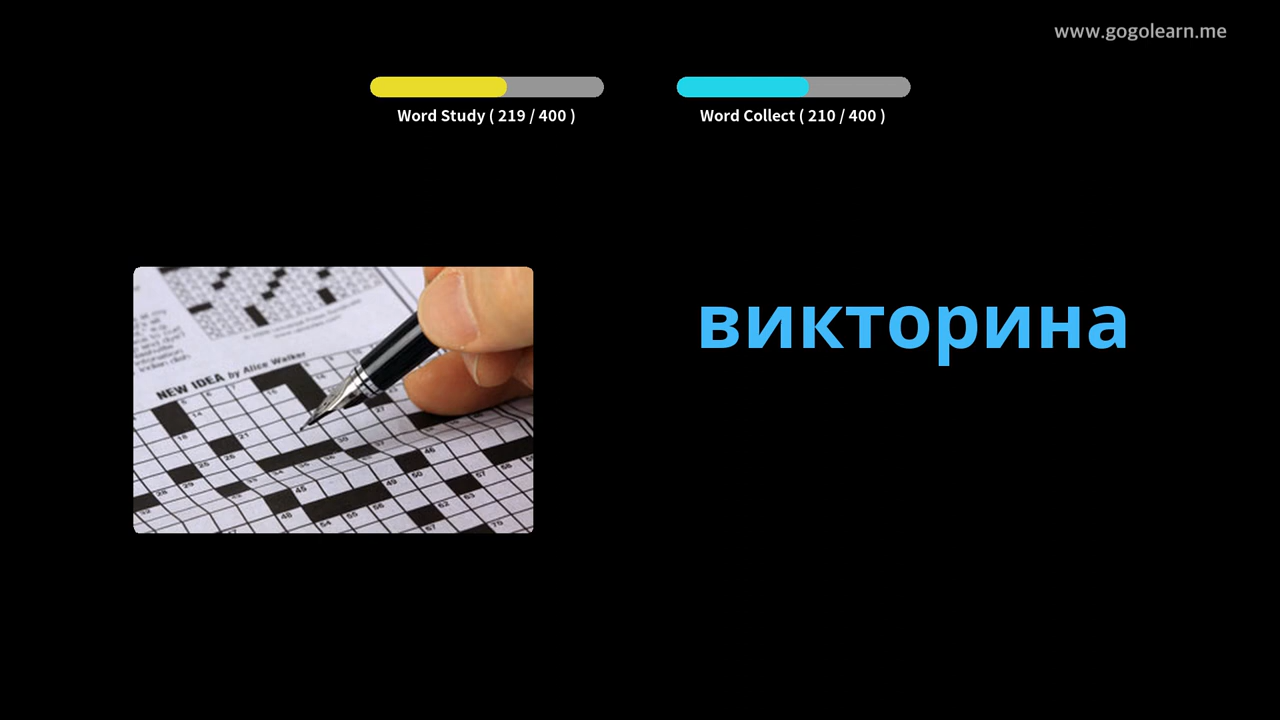 www.gogolearn.me
Word Study ( 219 / 400 )
Word Collect ( 210 / 400 )
викторина
NEW IDEA by Alice Walker